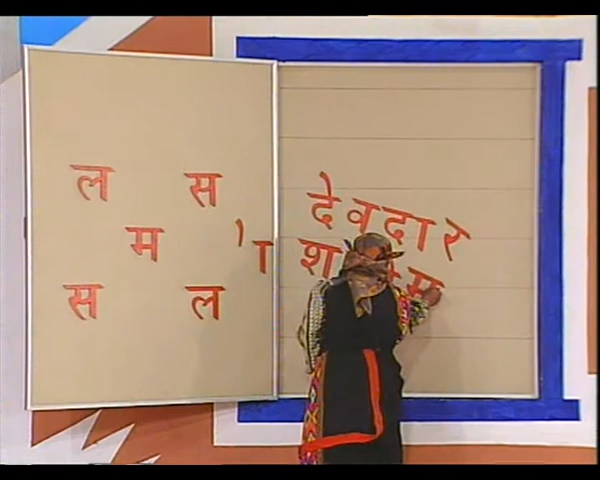 ल स
म ा
स ल
देवदार